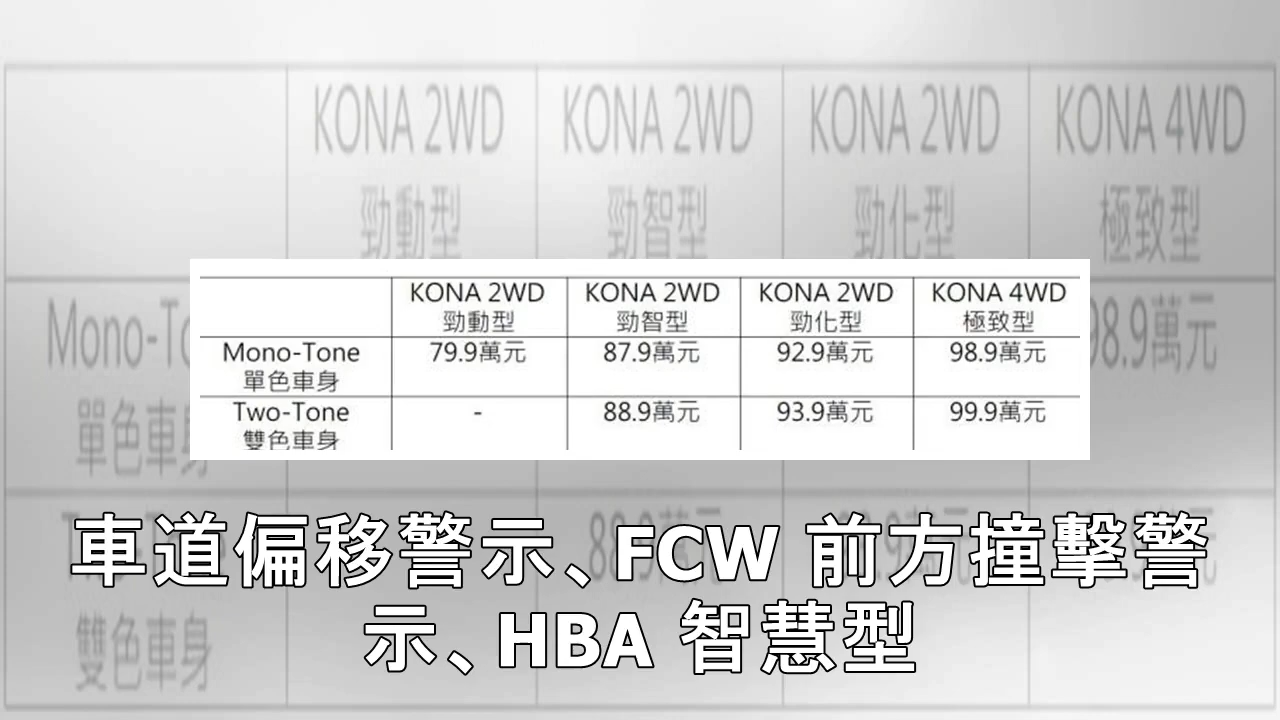 KONA 2WD KONA 2WD KONA 2WD KONA 4WD
勁動型 勁智型 勁化型 極致型
Mono-Tone 79.9萬元 87.9萬元 92.9萬元 98.9萬元
單色車身
Two-Tone - 88.9萬元 93.9萬元 99.9萬元
雙色車身
車道偏移警示、FCW 前方撞擊警
示、HBA 智慧型